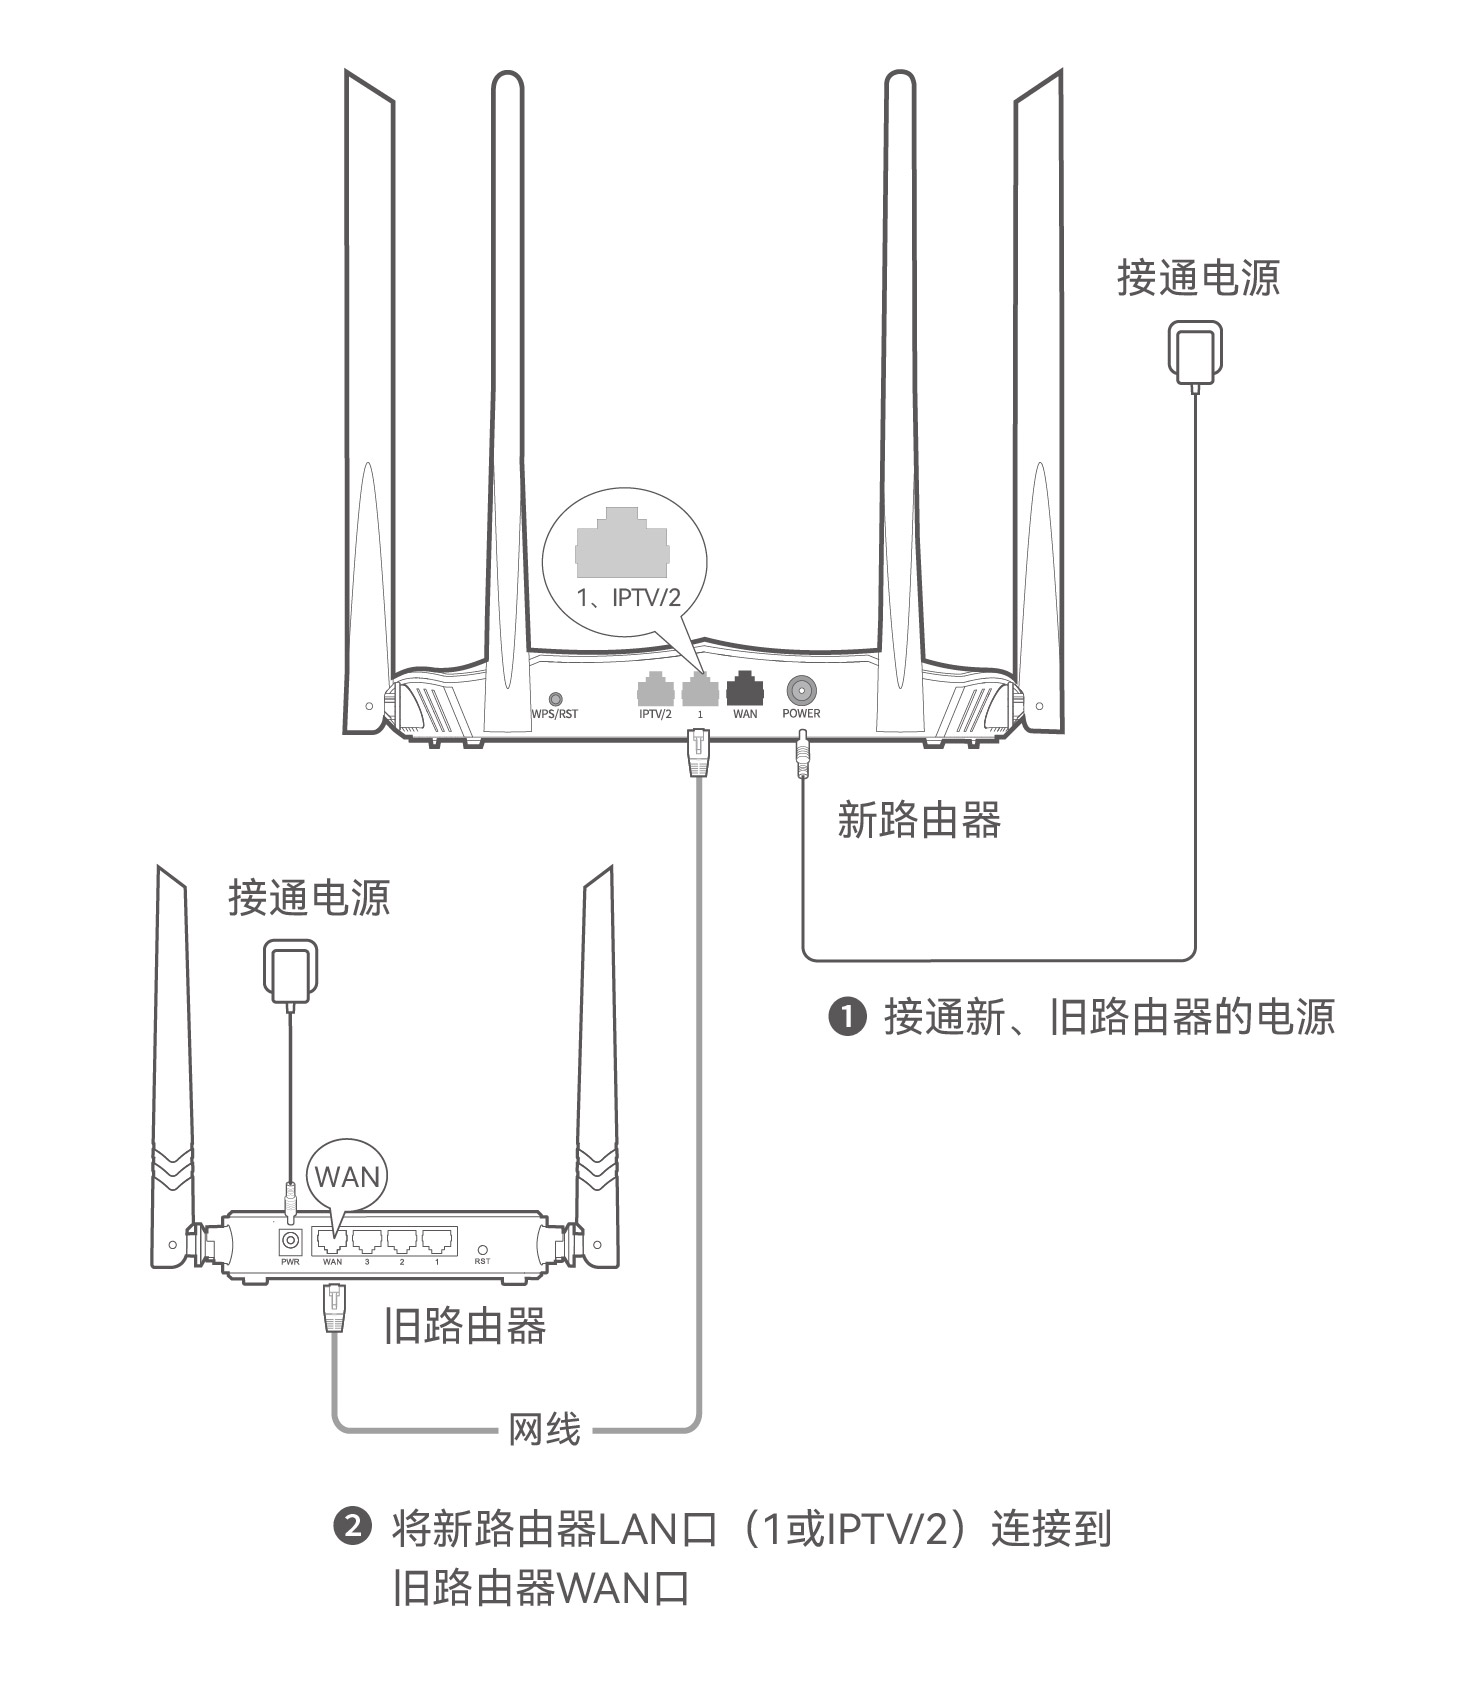 接通电源
1、IPTV/2
WPS/RST
IPTV/2
1
WAN
POWER
新路由器
接通电源
1 接通新、旧路由器的电源
WAN
PWR
WAN
3
2
1
RST
旧路由器
网线
2 将新路由器LAN口（1或IPTV/2）连接到
旧路由器WAN口